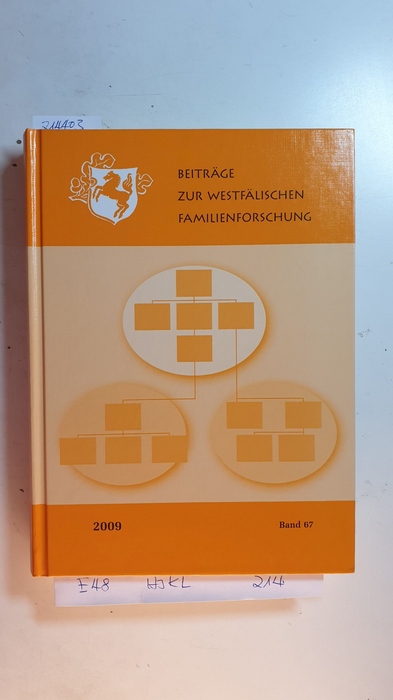 214403
BEITRÄGE
ZUR WESTFÄLISCHEN
FAMILIENFORSCHUNG
2009 Band 67
E48 HJKL 214